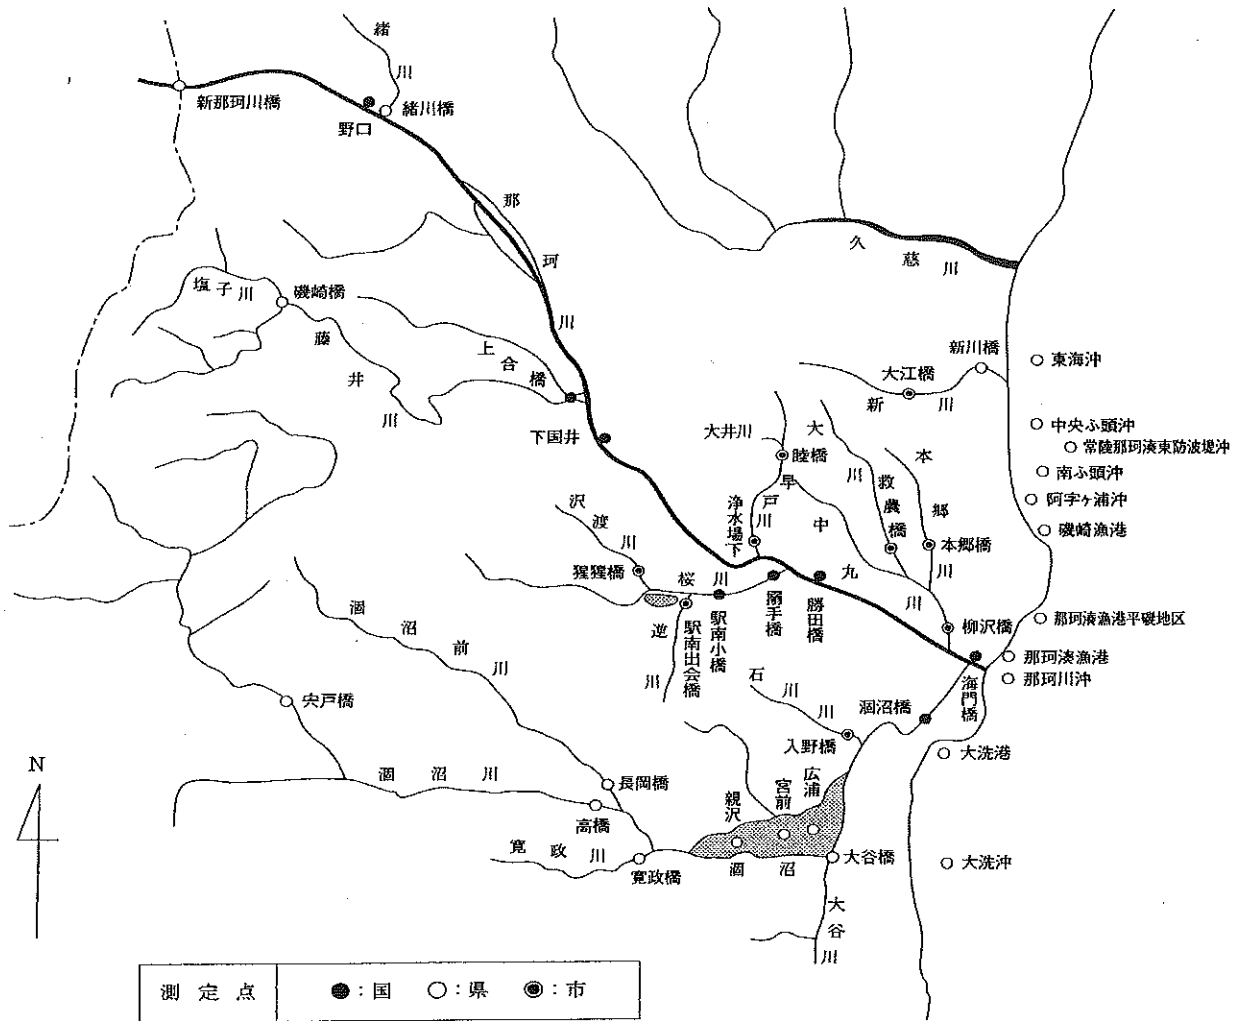 緒川
新那珂川橋
緒川橋
野口
那珂川
久慈川
塩子川
磯崎橋
藤井川
上合橋
下国井
新川橋
東海沖
大江橋
新川
中央ふ頭沖
常陸那珂湊東防波堤沖
南ふ頭沖
阿字ヶ浦沖
磯崎漁港
大井川
睦橋
早戸川
浄水場下
大川
救農橋
本郷川
本郷橋
中丸川
沢渡川
猩猩橋
桜川
駅南小橋
搦手橋
勝田橋
逆川
駅南出会橋
柳沢橋
那珂湊漁港平磯地区
那珂湊漁港
那珂川沖
海門橋
涸沼前川
宍戸橋
石川川
入野橋
涸沼橋
大洗港
N
涸沼川
長岡橋
高橋
親沢
宮前
広浦
寛政川
寛政橋
涸沼
大谷橋
大洗沖
大谷川
測定点 ●:国 ○:県 ◉:市